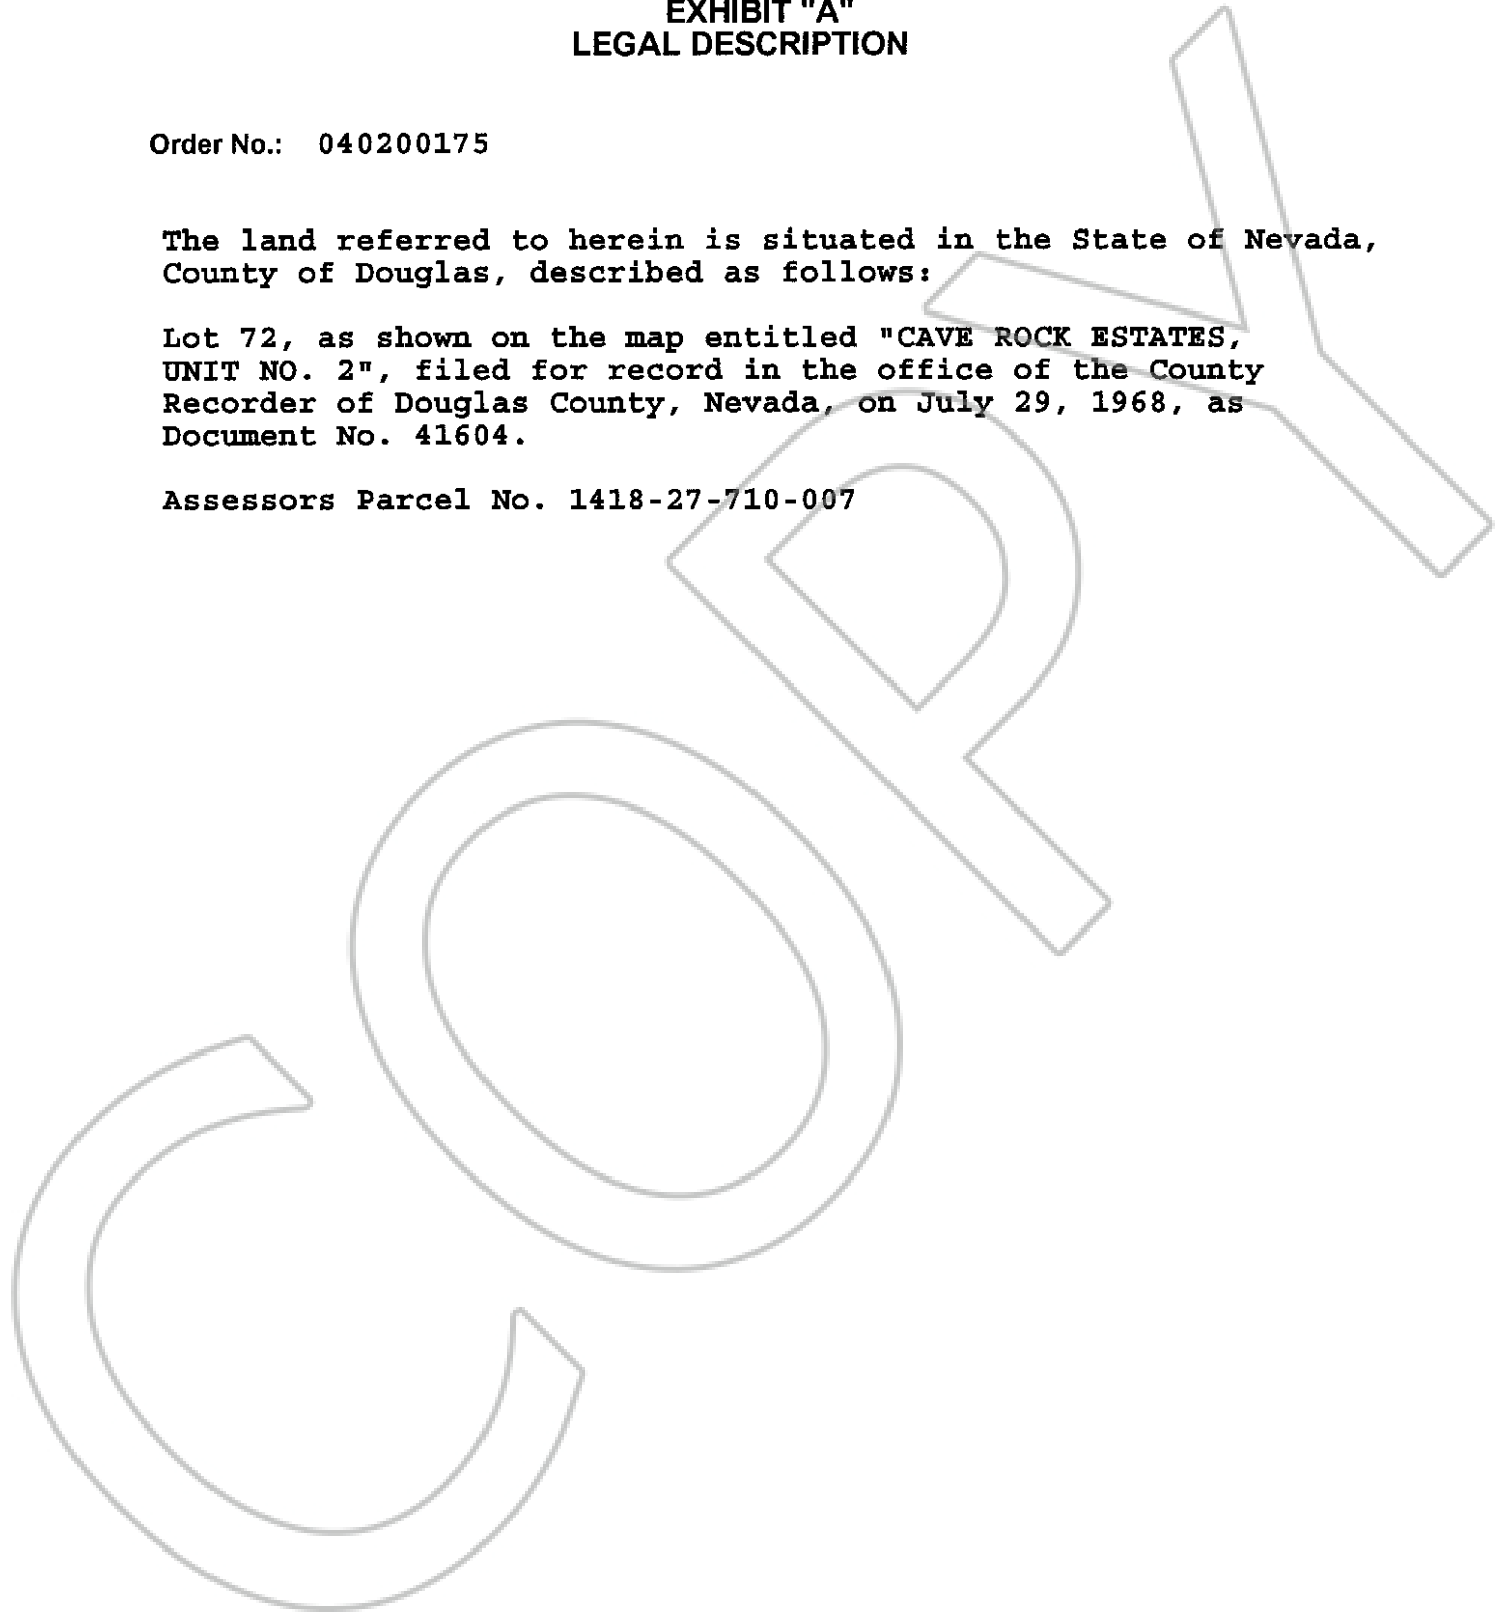 EXHIBIT "A"
LEGAL DESCRIPTION
Order No.: 040200175
The land referred to herein is situated in the State of Nevada,
County of Douglas, described as follows:
Lot 72, as shown on the map entitled "CAVE ROCK ESTATES,
UNIT NO. 2", filed for record in the office of the County
Recorder of Douglas County, Nevada, on July 29, 1968, as
Document No. 41604.
Assessors Parcel No. 1418-27-710-007
COPY